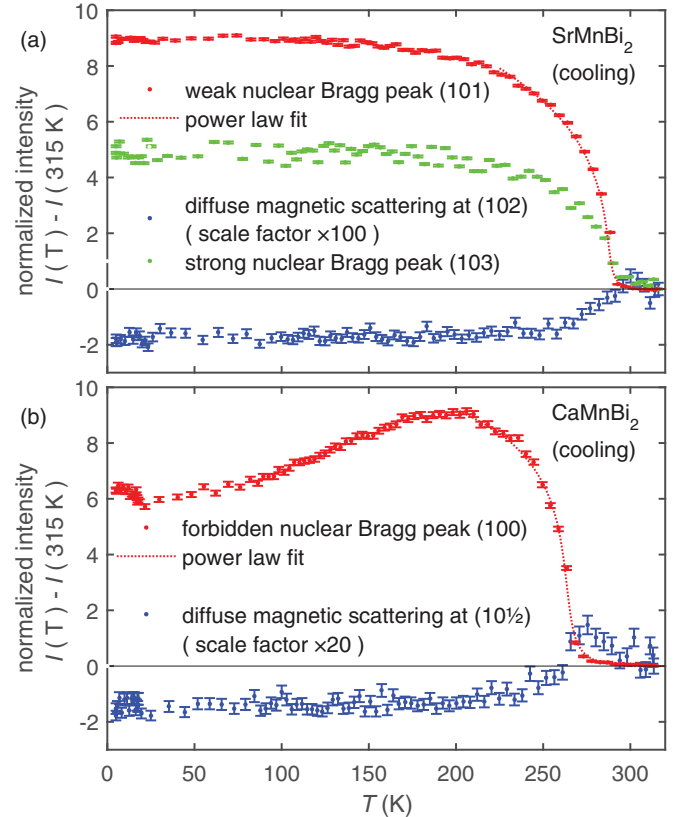 (a)
SrMnBi₂
(cooling)
10
8
6
4
2
0
-2
normalized intensity
I ( T ) - I ( 315 K )
weak nuclear Bragg peak (101)
power law fit
diffuse magnetic scattering at (102)
( scale factor ×100 )
strong nuclear Bragg peak (103)
(b)
CaMnBi₂
(cooling)
10
8
6
4
2
0
-2
normalized intensity
I ( T ) - I ( 315 K )
forbidden nuclear Bragg peak (100)
power law fit
diffuse magnetic scattering at (10½)
( scale factor ×20 )
0 50 100 150 200 250 300
T (K)